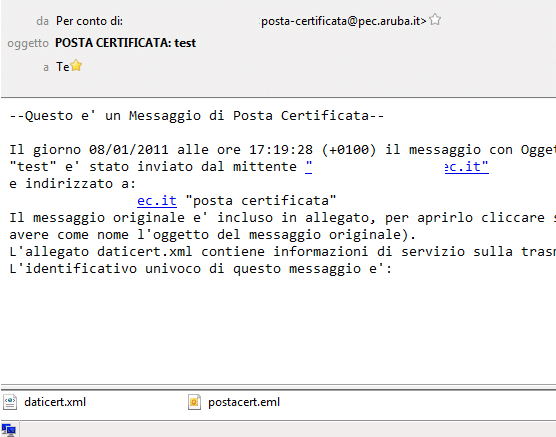 da Per conto di: posta-certificata@pec.aruba.it>
oggetto POSTA CERTIFICATA: test
a Te
--Questo e' un Messaggio di Posta Certificata--
Il giorno 08/01/2011 alle ore 17:19:28 (+0100) il messaggio con Ogge
"test" e' stato inviato dal mittente " ec.it"
e indirizzato a:
ec.it "posta certificata"
Il messaggio originale e' incluso in allegato, per aprirlo cliccare s
avere come nome l'oggetto del messaggio originale).
L'allegato daticert.xml contiene informazioni di servizio sulla trasm
L'identificativo univoco di questo messaggio e':
daticert.xml postacert.eml